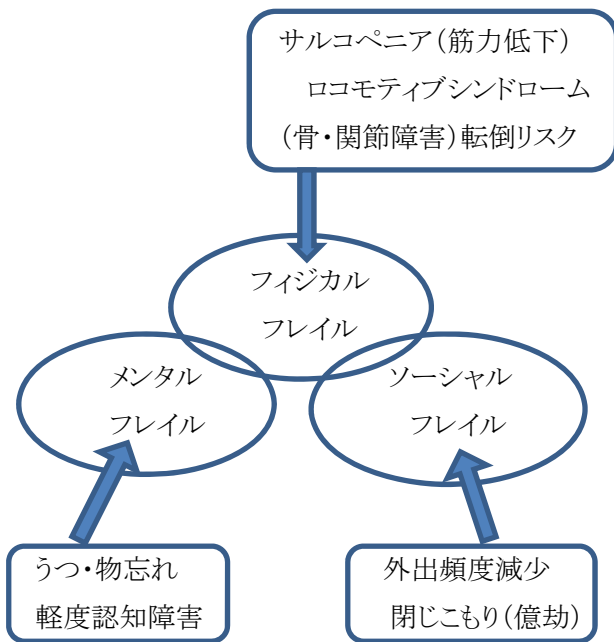 サルコペニア(筋力低下)
ロコモティブシンドローム
(骨・関節障害)転倒リスク
フィジカル
フレイル
メンタル
フレイル
ソーシャル
フレイル
うつ・物忘れ
軽度認知障害
外出頻度減少
閉じこもり(億劫)